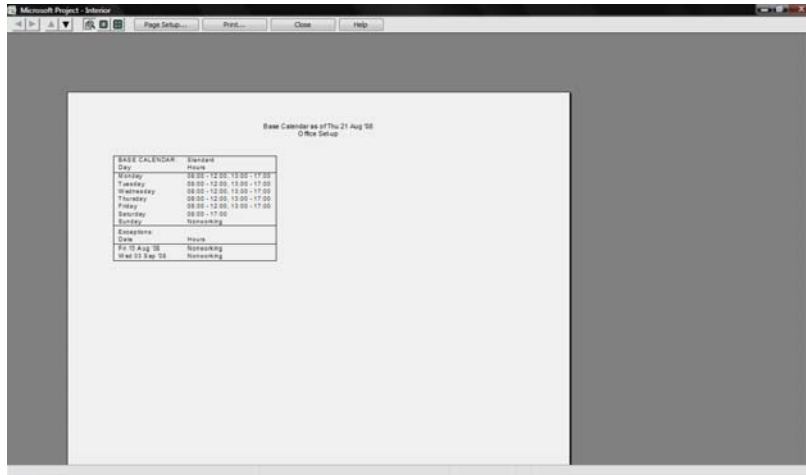 Microsoft Project - Interior
Page Setup... Print... Close Help
Base Calendar as of Thu 21 Aug '08
Office Set-up
BASE CALENDAR: Standard
Day Hours
Monday 08:00 - 12:00, 13:00 - 17:00
Tuesday 08:00 - 12:00, 13:00 - 17:00
Wednesday 08:00 - 12:00, 13:00 - 17:00
Thursday 08:00 - 12:00, 13:00 - 17:00
Friday 08:00 - 12:00, 13:00 - 17:00
Saturday 08:00 - 17:00
Sunday Nonworking
Exceptions:
Date Hours
Fri 15 Aug '08 Nonworking
Wed 03 Sep '08 Nonworking